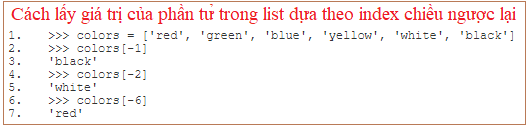 Cách lấy giá trị của phần tử trong list dựa theo index chiều ngược lại
1. >>> colors = ['red', 'green', 'blue', 'yellow', 'white', 'black']
2. >>> colors[-1]
3. 'black'
4. >>> colors[-2]
5. 'white'
6. >>> colors[-6]
7. 'red'